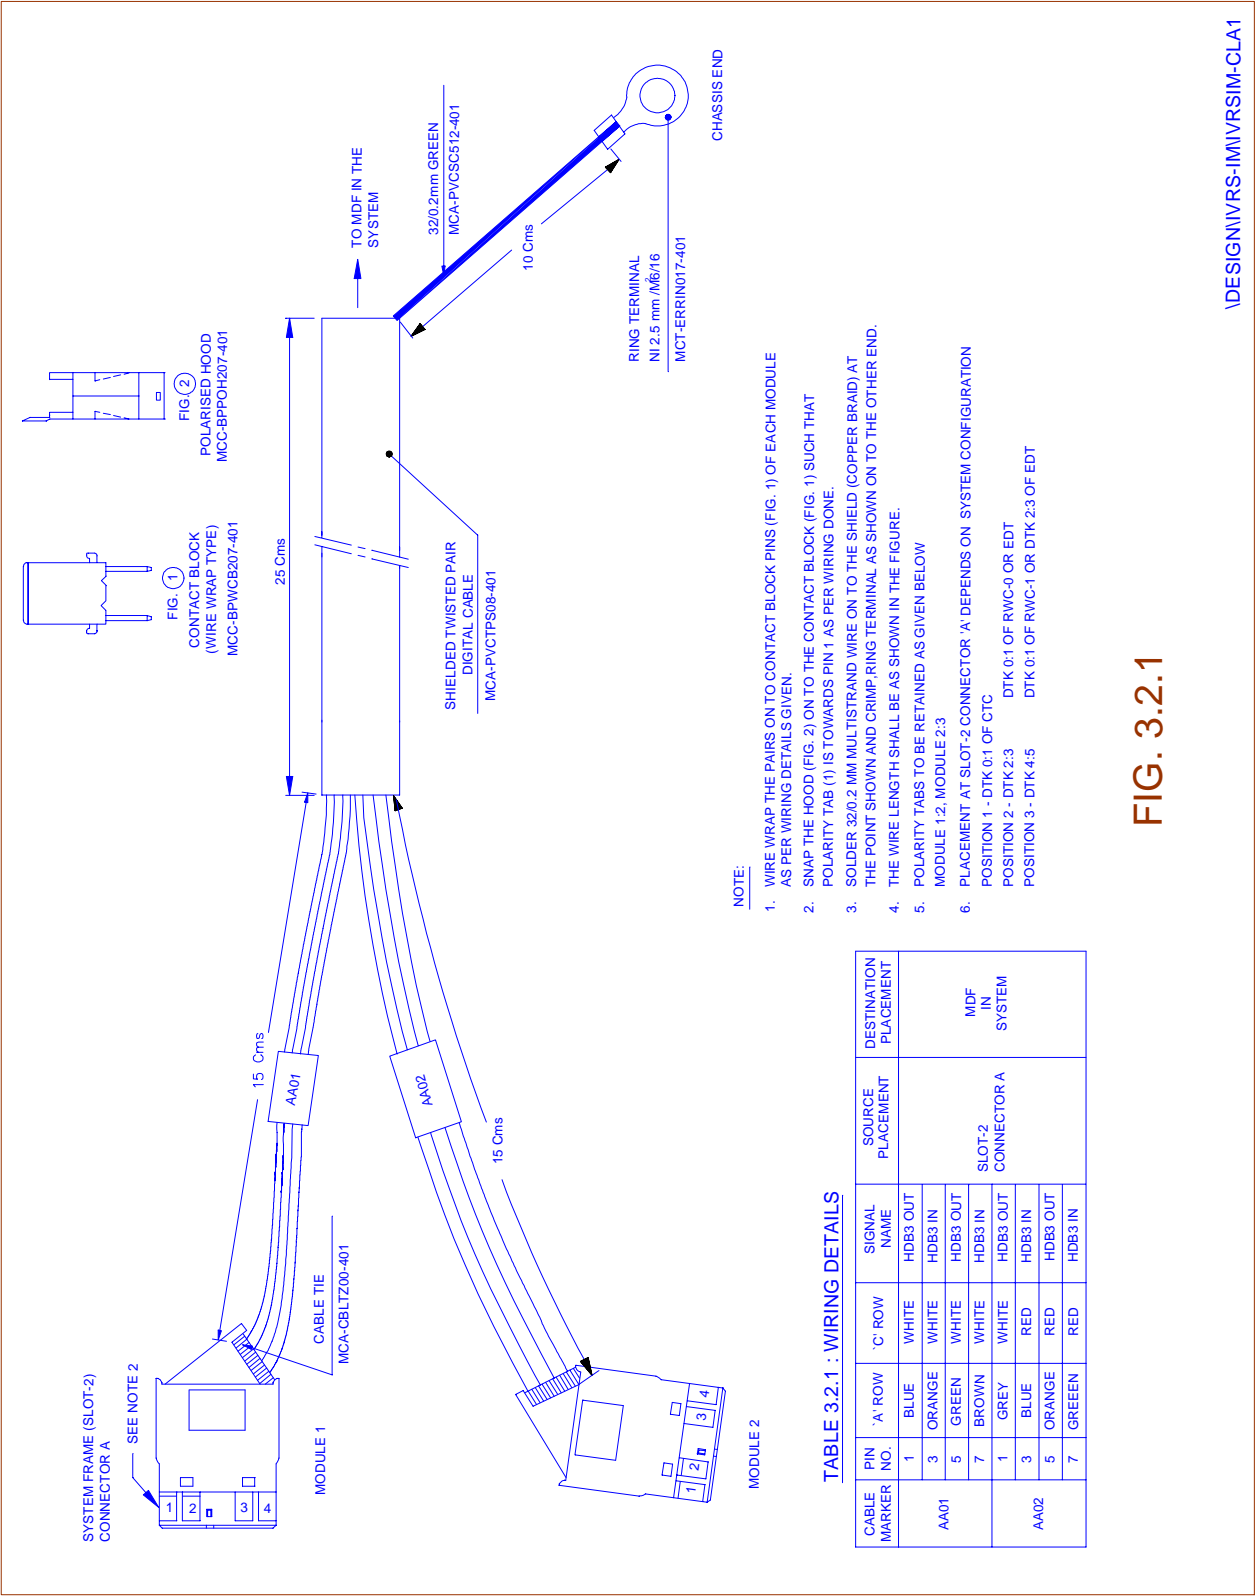 SYSTEM FRAME (SLOT-2)
CONNECTOR A
SEE NOTE 2
1
2
3
4
MODULE 1
CABLE TIE
MCA-CBLTZ00-401
15 Cms
AA01
AA02
15 Cms
1
2
3
4
MODULE 2
FIG. 1
CONTACT BLOCK
(WIRE WRAP TYPE)
MCC-BPWCB207-401
FIG. 2
POLARISED HOOD
MCC-BPPOH207-401
25 Cms
SHIELDED TWISTED PAIR
DIGITAL CABLE
MCA-PVCTPS08-401
TO MDF IN THE
SYSTEM
32/0.2mm GREEN
MCA-PVCSC512-401
10 Cms
RING TERMINAL
NI 2.5 mm²/M6/16
MCT-ERRIN017-401
CHASSIS END
NOTE:
1. WIRE WRAP THE PAIRS ON TO CONTACT BLOCK PINS (FIG. 1) OF EACH MODULE
AS PER WIRING DETAILS GIVEN.
2. SNAP THE HOOD (FIG. 2) ON TO THE CONTACT BLOCK (FIG. 1) SUCH THAT
POLARITY TAB (1) IS TOWARDS PIN 1 AS PER WIRING DONE.
3. SOLDER 32/0.2 MM MULTISTRAND WIRE ON TO THE SHIELD (COPPER BRAID) AT
THE POINT SHOWN AND CRIMP,RING TERMINAL AS SHOWN ON TO THE OTHER END.
4. THE WIRE LENGTH SHALL BE AS SHOWN IN THE FIGURE.
5. POLARITY TABS TO BE RETAINED AS GIVEN BELOW
MODULE 1:2, MODULE 2:3
6. PLACEMENT AT SLOT-2 CONNECTOR 'A' DEPENDS ON SYSTEM CONFIGURATION
POSITION 1 - DTK 0:1 OF CTC
POSITION 2 - DTK 2:3 DTK 0:1 OF RWC-0 OR EDT
POSITION 3 - DTK 4:5 DTK 0:1 OF RWC-1 OR DTK 2:3 OF EDT
TABLE 3.2.1 : WIRING DETAILS
CABLE MARKER PIN NO. `A' ROW `C' ROW SIGNAL NAME SOURCE PLACEMENT DESTINATION PLACEMENT
AA01 1 BLUE WHITE HDB3 OUT SLOT-2 CONNECTOR A MDF IN SYSTEM
3 ORANGE WHITE HDB3 IN
5 GREEN WHITE HDB3 OUT
7 BROWN WHITE HDB3 IN
AA02 1 GREY WHITE HDB3 OUT
3 BLUE RED HDB3 IN
5 ORANGE RED HDB3 OUT
7 GREEEN RED HDB3 IN
FIG. 3.2.1
\DESIGN\IVRS-IM\IVRSIM-CLA1